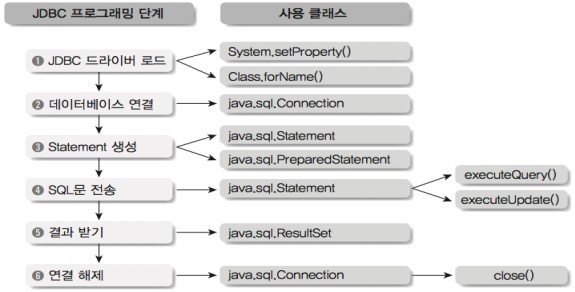 JDBC 프로그래밍 단계
사용 클래스
❶ JDBC 드라이버 로드
System.setProperty()
Class.forName()
❷ 데이터베이스 연결
java.sql.Connection
❸ Statement 생성
java.sql.Statement
java.sql.PreparedStatement
❹ SQL문 전송
java.sql.Statement
executeQuery()
executeUpdate()
❺ 결과 받기
java.sql.ResultSet
❻ 연결 해제
java.sql.Connection
close()